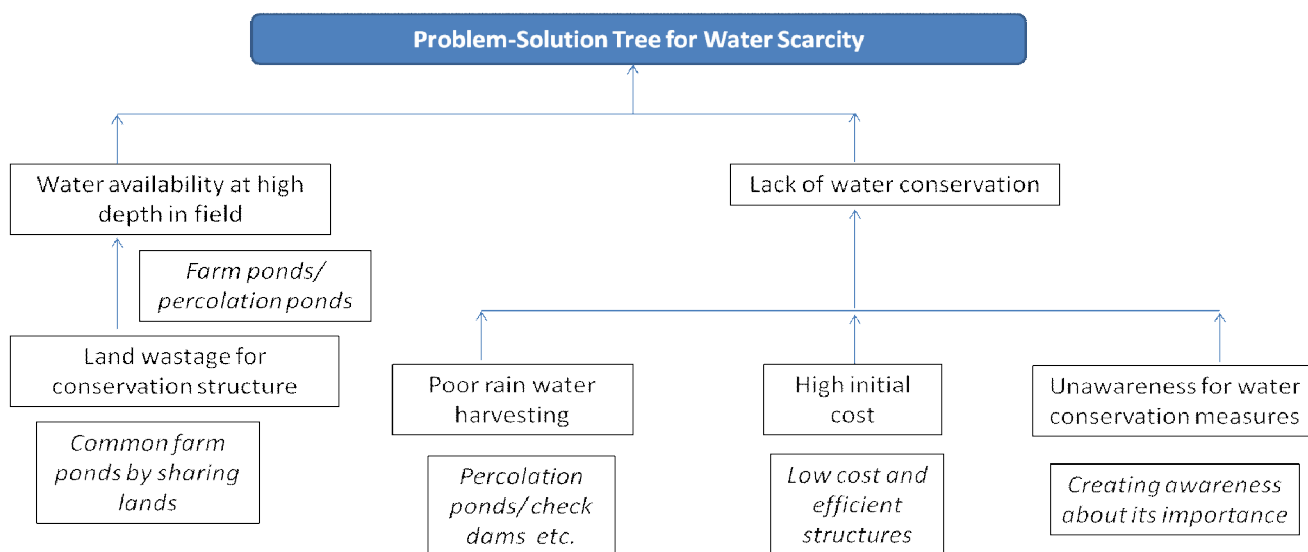 Problem-Solution Tree for Water Scarcity
Water availability at high
depth in field
Lack of water conservation
Farm ponds/
percolation ponds
Land wastage for
conservation structure
Poor rain water
harvesting
High initial
cost
Unawareness for water
conservation measures
Common farm
ponds by sharing
lands
Percolation
ponds/ check
dams etc.
Low cost and
efficient
structures
Creating awareness
about its importance